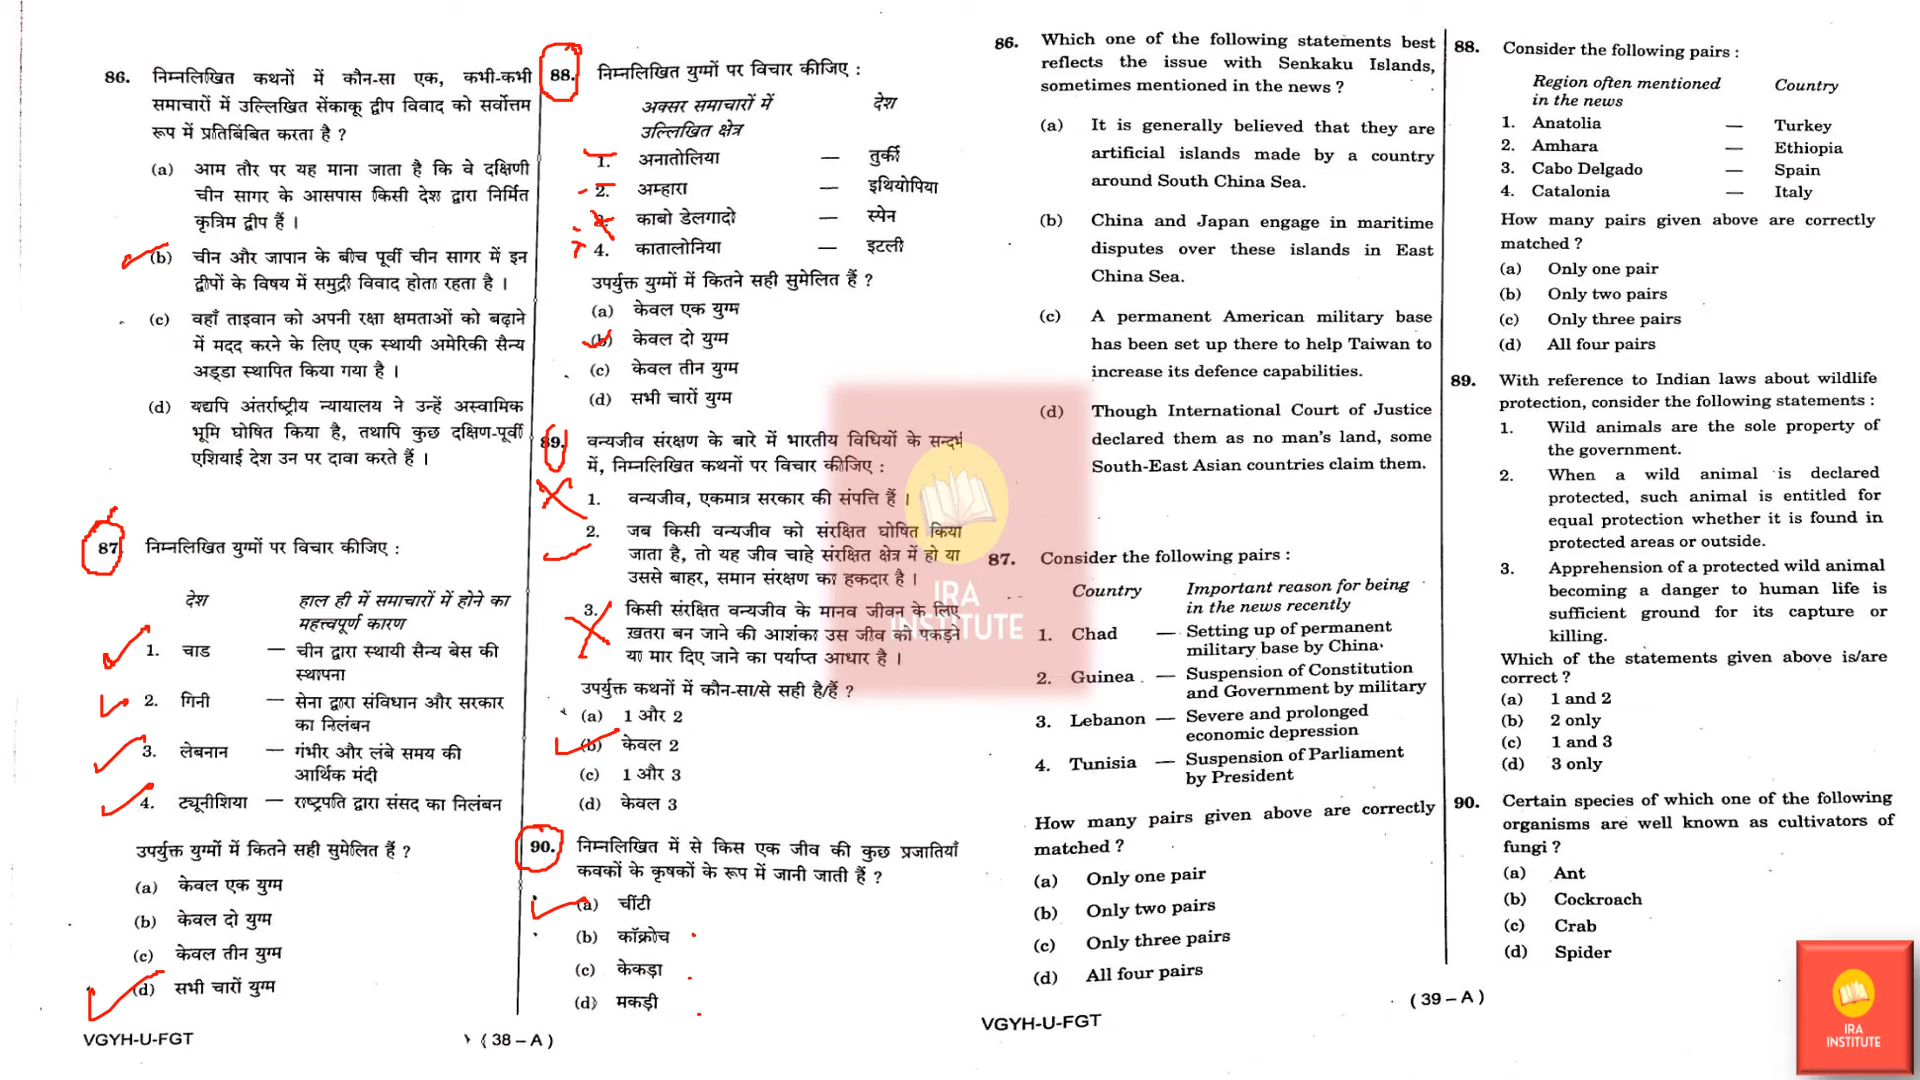 86. निम्नलिखित कथनों में कौन-सा एक, कभी-कभी
समाचारों में उल्लिखित सेंकाकू द्वीप विवाद को सर्वोत्तम
रूप में प्रतिबिंबित करता है ?
(a) आम तौर पर यह माना जाता है कि वे दक्षिणी
चीन सागर के आसपास किसी देश द्वारा निर्मित
कृत्रिम द्वीप हैं ।
(b) चीन और जापान के बीच पूर्वी चीन सागर में इन
द्वीपों के विषय में समुद्री विवाद होता रहता है ।
(c) वहाँ ताइवान को अपनी रक्षा क्षमताओं को बढ़ाने
में मदद करने के लिए एक स्थायी अमेरिकी सैन्य
अड्डा स्थापित किया गया है ।
(d) यद्यपि अंतर्राष्ट्रीय न्यायालय ने उन्हें अस्वामिक
भूमि घोषित किया है, तथापि कुछ दक्षिण-पूर्वी
एशियाई देश उन पर दावा करते हैं ।
87. निम्नलिखित युग्मों पर विचार कीजिए :
देश हाल ही में समाचारों में होने का
महत्त्वपूर्ण कारण
1. चाड — चीन द्वारा स्थायी सैन्य बेस की
स्थापना
2. गिनी — सेना द्वारा संविधान और सरकार
का निलंबन
3. लेबनान — गंभीर और लंबे समय की
आर्थिक मंदी
4. ट्यूनीशिया — राष्ट्रपति द्वारा संसद का निलंबन
उपर्युक्त युग्मों में कितने सही सुमेलित हैं ?
(a) केवल एक युग्म
(b) केवल दो युग्म
(c) केवल तीन युग्म
(d) सभी चारों युग्म
VGYH-U-FGT
( 38 – A )
88. निम्नलिखित युग्मों पर विचार कीजिए :
अक्सर समाचारों में देश
उल्लिखित क्षेत्र
1. अनातोलिया — तुर्की
2. अम्हारा — इथियोपिया
3. काबो डेलगादो — स्पेन
4. कातालोनिया — इटली
उपर्युक्त युग्मों में कितने सही सुमेलित हैं ?
(a) केवल एक युग्म
(b) केवल दो युग्म
(c) केवल तीन युग्म
(d) सभी चारों युग्म
89. वन्यजीव संरक्षण के बारे में भारतीय विधियों के सन्दर्भ
में, निम्नलिखित कथनों पर विचार कीजिए :
1. वन्यजीव, एकमात्र सरकार की संपत्ति हैं ।
2. जब किसी वन्यजीव को संरक्षित घोषित किया
जाता है, तो यह जीव चाहे संरक्षित क्षेत्र में हो या
उससे बाहर, समान संरक्षण का हकदार है ।
3. किसी संरक्षित वन्यजीव के मानव जीवन के लिए
ख़तरा बन जाने की आशंका उस जीव को पकड़ने
या मार दिए जाने का पर्याप्त आधार है ।
उपर्युक्त कथनों में कौन-सा/से सही है/हैं ?
(a) 1 और 2
(b) केवल 2
(c) 1 और 3
(d) केवल 3
90. निम्नलिखित में से किस एक जीव की कुछ प्रजातियाँ
कवकों के कृषकों के रूप में जानी जाती हैं ?
(a) चींटी
(b) कॉक्रोच
(c) केकड़ा
(d) मकड़ी
86. Which one of the following statements best
reflects the issue with Senkaku Islands,
sometimes mentioned in the news ?
(a) It is generally believed that they are
artificial islands made by a country
around South China Sea.
(b) China and Japan engage in maritime
disputes over these islands in East
China Sea.
(c) A permanent American military base
has been set up there to help Taiwan to
increase its defence capabilities.
(d) Though International Court of Justice
declared them as no man's land, some
South-East Asian countries claim them.
87. Consider the following pairs :
Country Important reason for being
in the news recently
1. Chad — Setting up of permanent
military base by China
2. Guinea — Suspension of Constitution
and Government by military
3. Lebanon — Severe and prolonged
economic depression
4. Tunisia — Suspension of Parliament
by President
How many pairs given above are correctly
matched ?
(a) Only one pair
(b) Only two pairs
(c) Only three pairs
(d) All four pairs
VGYH-U-FGT
( 39 – A )
88. Consider the following pairs :
Region often mentioned Country
in the news
1. Anatolia — Turkey
2. Amhara — Ethiopia
3. Cabo Delgado — Spain
4. Catalonia — Italy
How many pairs given above are correctly
matched ?
(a) Only one pair
(b) Only two pairs
(c) Only three pairs
(d) All four pairs
89. With reference to Indian laws about wildlife
protection, consider the following statements :
1. Wild animals are the sole property of
the government.
2. When a wild animal is declared
protected, such animal is entitled for
equal protection whether it is found in
protected areas or outside.
3. Apprehension of a protected wild animal
becoming a danger to human life is
sufficient ground for its capture or
killing.
Which of the statements given above is/are
correct ?
(a) 1 and 2
(b) 2 only
(c) 1 and 3
(d) 3 only
90. Certain species of which one of the following
organisms are well known as cultivators of
fungi ?
(a) Ant
(b) Cockroach
(c) Crab
(d) Spider
IRA
INSTITUTE
IRA
INSTITUTE